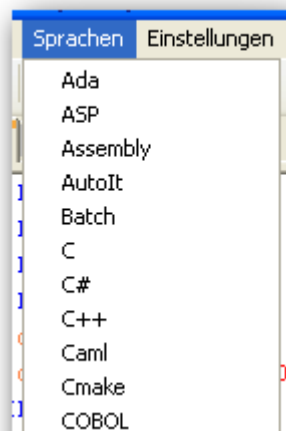 Sprachen Einstellungen
Ada
ASP
Assembly
AutoIt
Batch
C
C#
C++
Caml
Cmake
COBOL